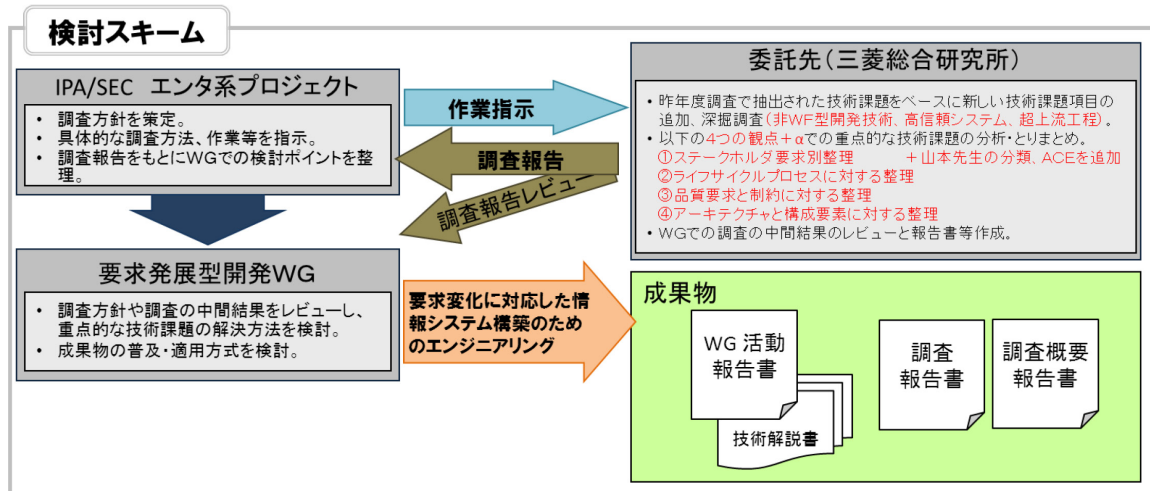 検討スキーム
IPA/SEC エンタ系プロジェクト
• 調査方針を策定。
• 具体的な調査方法、作業等を指示。
• 調査報告をもとにWGでの検討ポイントを整
理。
作業指示
調査報告
調査報告レビュー
委託先(三菱総合研究所)
• 昨年度調査で抽出された技術課題をベースに新しい技術課題項目の
追加、深掘調査(非WF型開発技術、高信頼システム、超上流工程)。
• 以下の4つの観点+αでの重点的な技術課題の分析・とりまとめ。
①ステークホルダ要求別整理 +山本先生の分類、ACEを追加
②ライフサイクルプロセスに対する整理
③品質要求と制約に対する整理
④アーキテクチャと構成要素に対する整理
• WGでの調査の中間結果のレビューと報告書等作成。
要求発展型開発WG
• 調査方針や調査の中間結果をレビューし、
重点的な技術課題の解決方法を検討。
• 成果物の普及・適用方式を検討。
要求変化に対応した情
報システム構築のため
のエンジニアリング
成果物
WG 活動
報告書
技術解説書
調査
報告書
調査概要
報告書